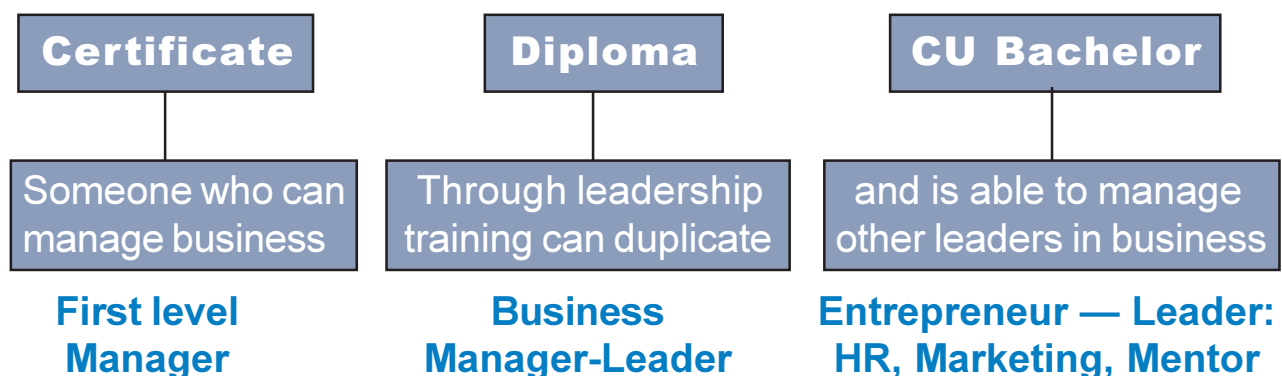 Certificate
Diploma
CU Bachelor
Someone who can
manage business
Through leadership
training can duplicate
and is able to manage
other leaders in business
First level
Manager
Business
Manager-Leader
Entrepreneur — Leader:
HR, Marketing, Mentor